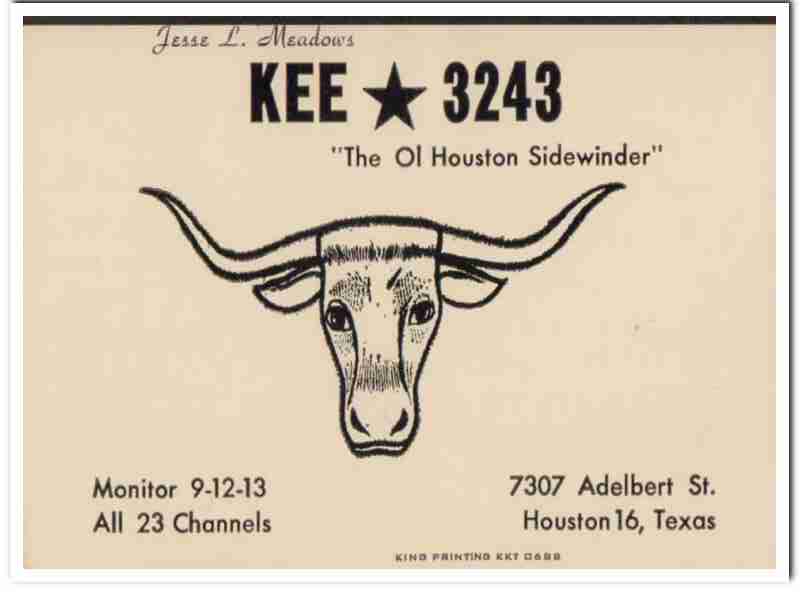 Jesse L. Meadows
KEE ★ 3243
"The Ol Houston Sidewinder"
Monitor 9-12-13
All 23 Channels
7307 Adelbert St.
Houston 16, Texas
KING PRINTING KKT 0688